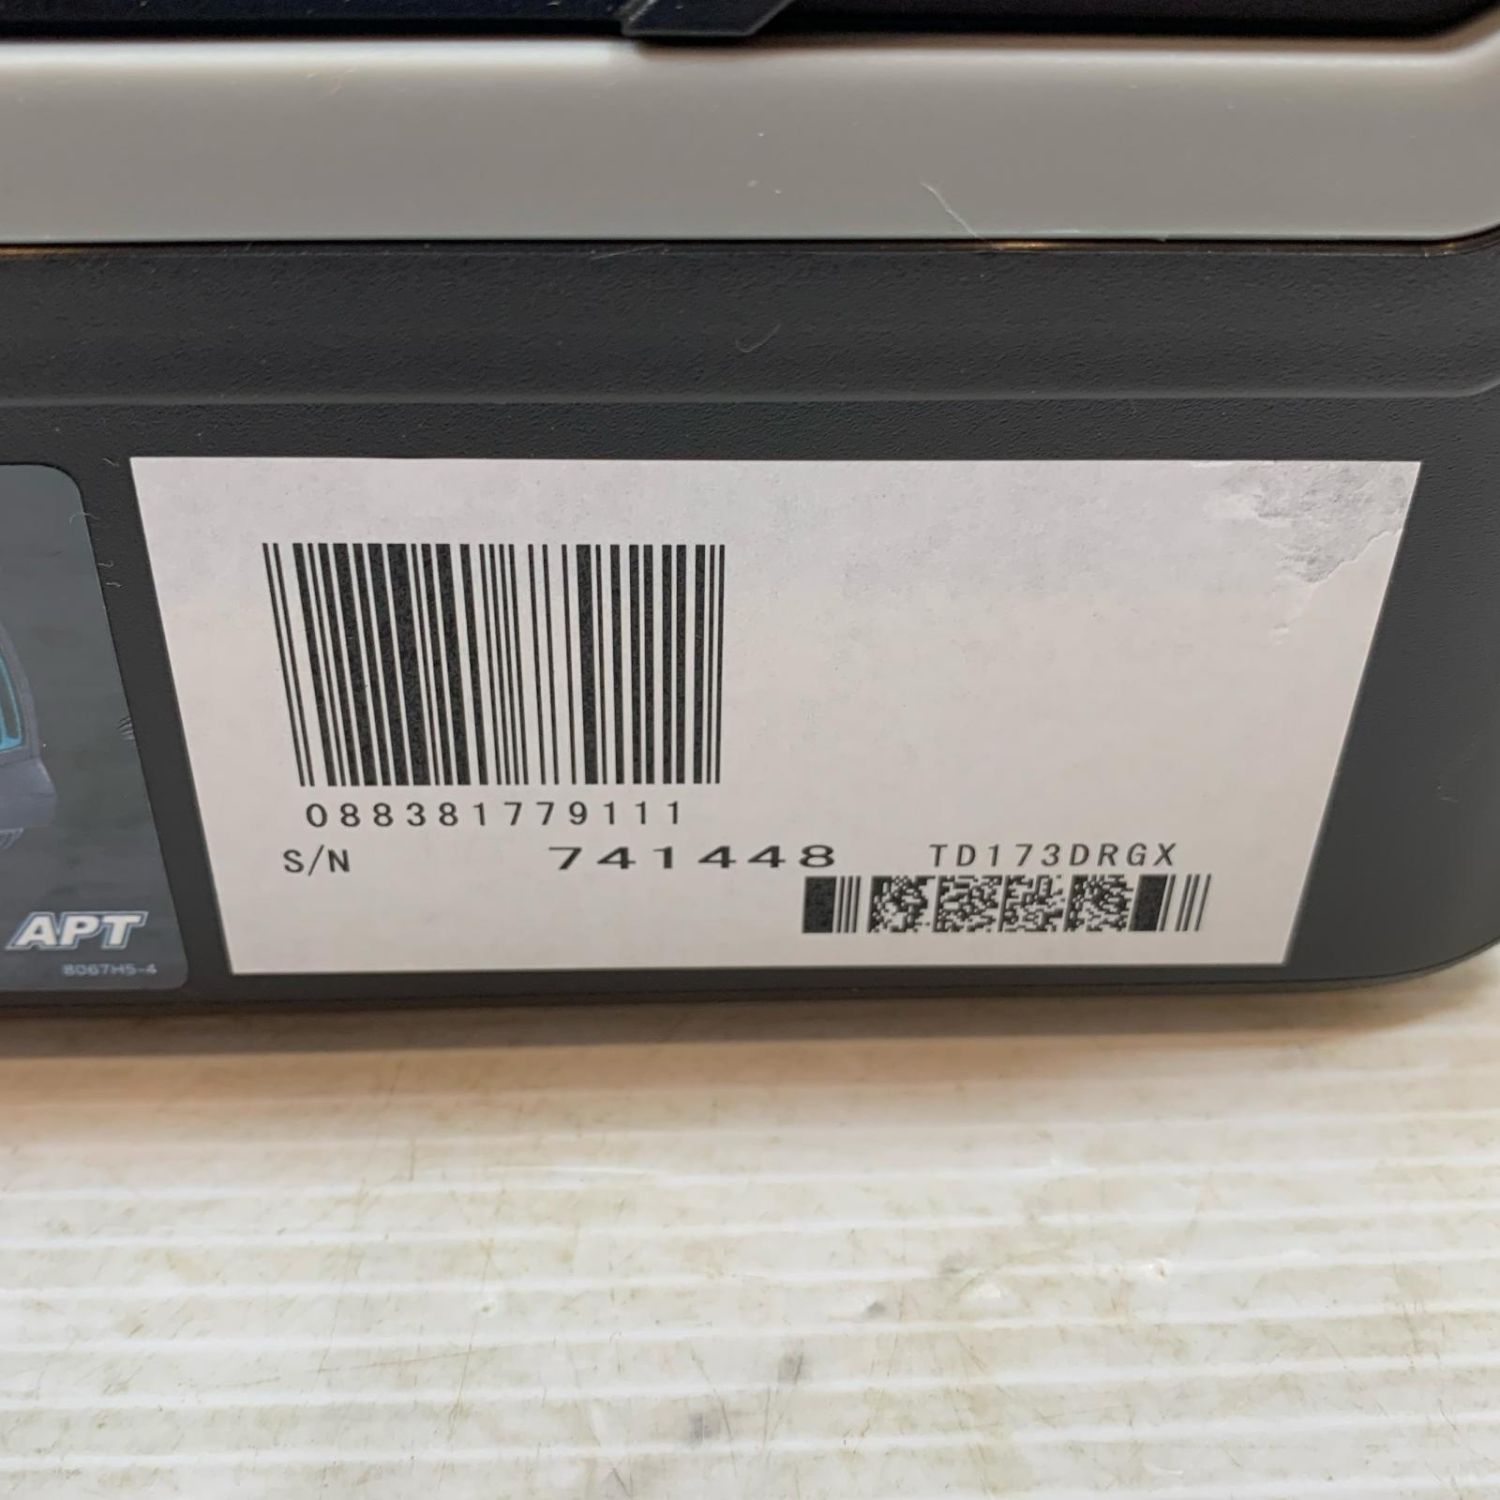 088381779111
S/N 741448 TD173DRGX
APT
8067H5-4